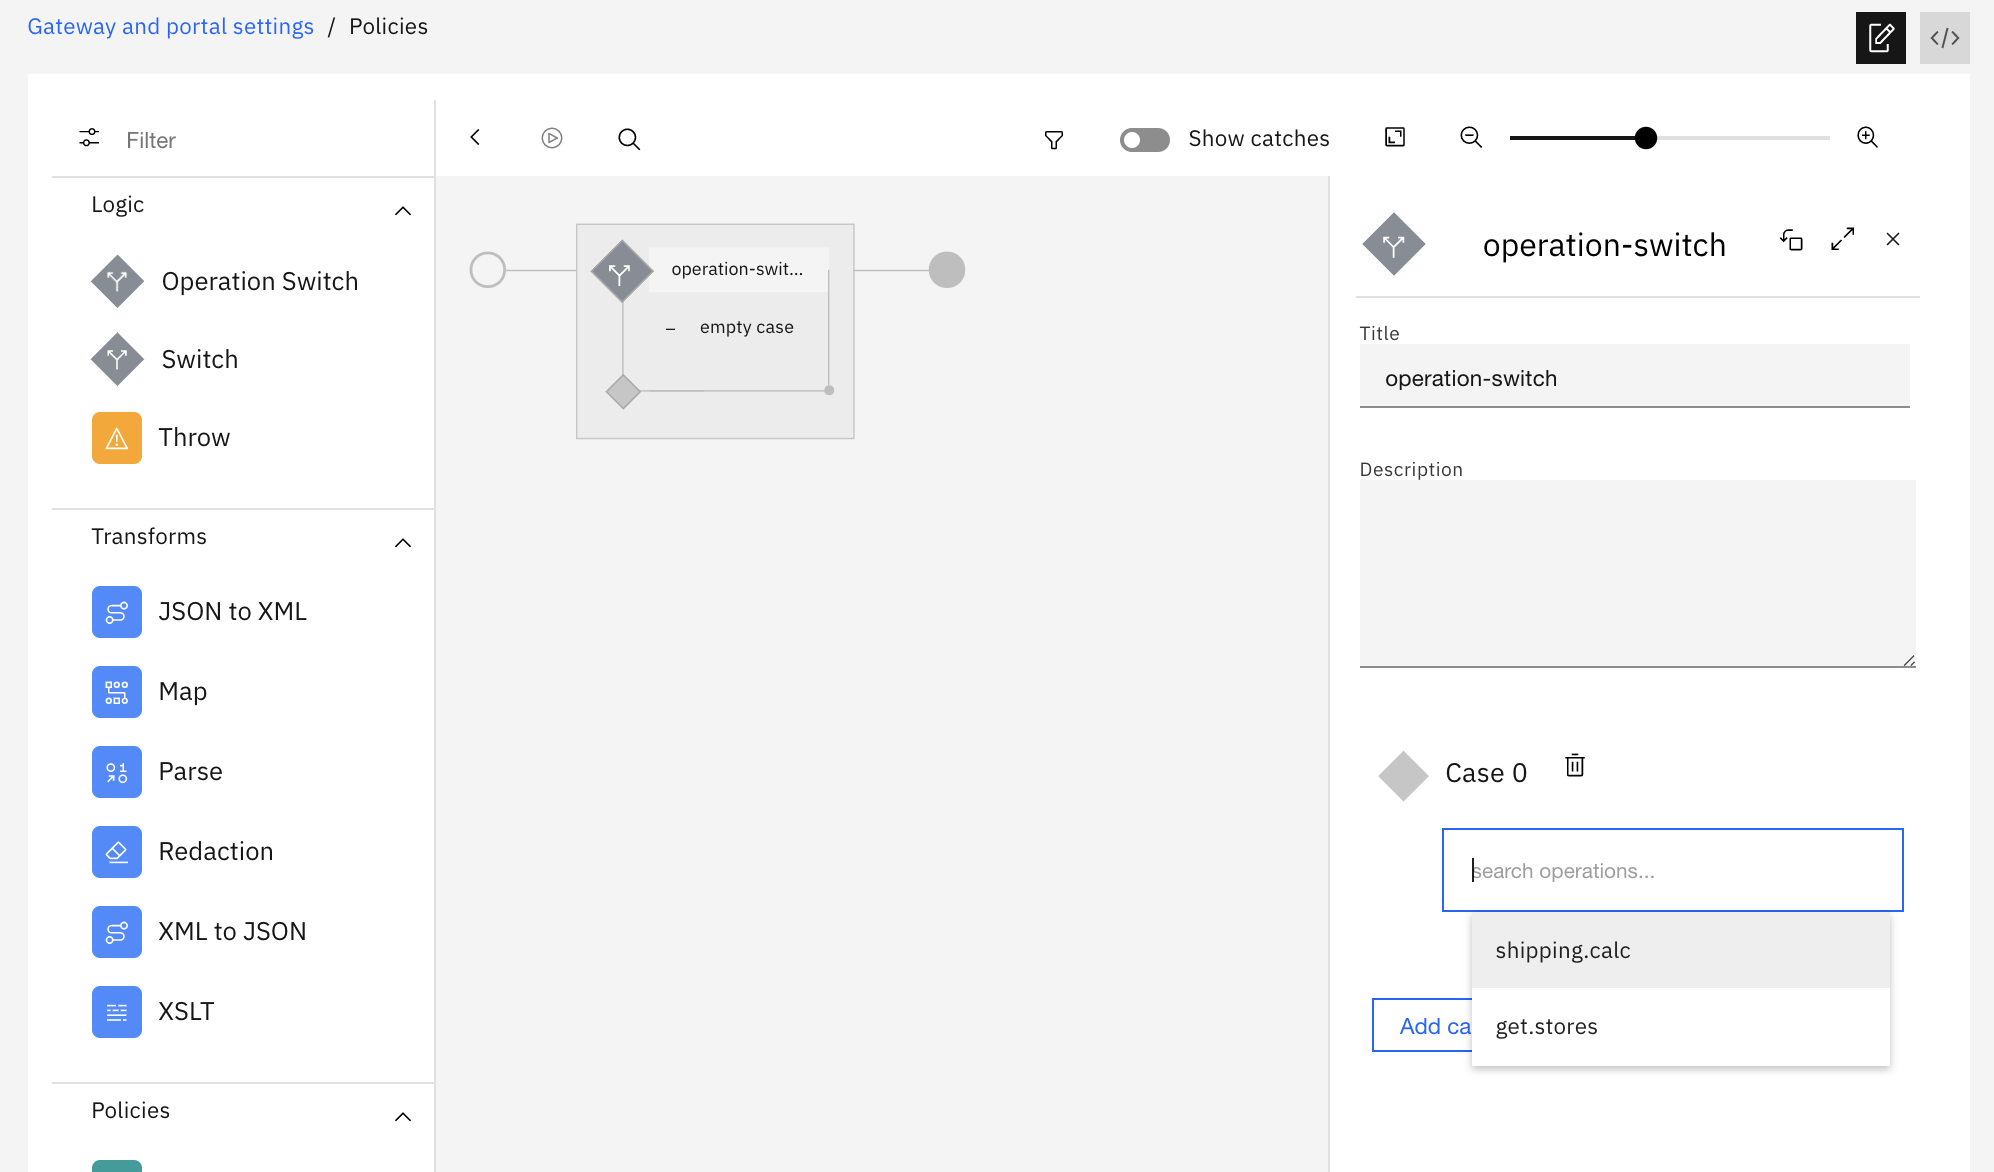 Gateway and portal settings / Policies
</>
Filter
Show catches
Logic
Operation Switch
Switch
Throw
Transforms
JSON to XML
Map
Parse
Redaction
XML to JSON
XSLT
Policies
operation-swit...
– empty case
operation-switch
Title
operation-switch
Description
Case 0
search operations...
shipping.calc
get.stores
Add ca